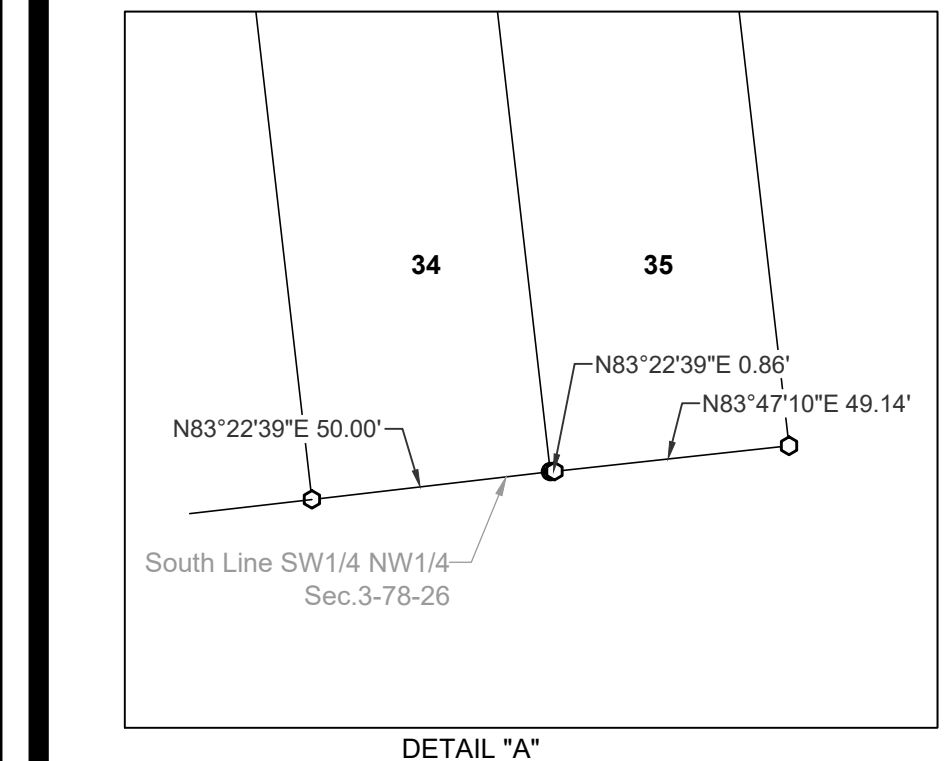 34
35
N83°22'39"E 0.86'
N83°47'10"E 49.14'
N83°22'39"E 50.00'
South Line SW1/4 NW1/4
Sec.3-78-26
DETAIL "A"